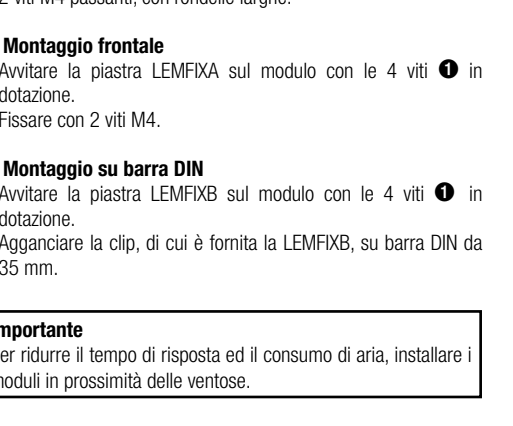 2 viti M4 passanti, con rondelle larghe.
Montaggio frontale
Avvitare la piastra LEMFIXA sul modulo con le 4 viti ❶ in
dotazione.
Fissare con 2 viti M4.
Montaggio su barra DIN
Avvitare la piastra LEMFIXB sul modulo con le 4 viti ❶ in
dotazione.
Agganciare la clip, di cui è fornita la LEMFIXB, su barra DIN da
35 mm.
mportante
er ridurre il tempo di risposta ed il consumo di aria, installare i
noduli in prossimità delle ventose.